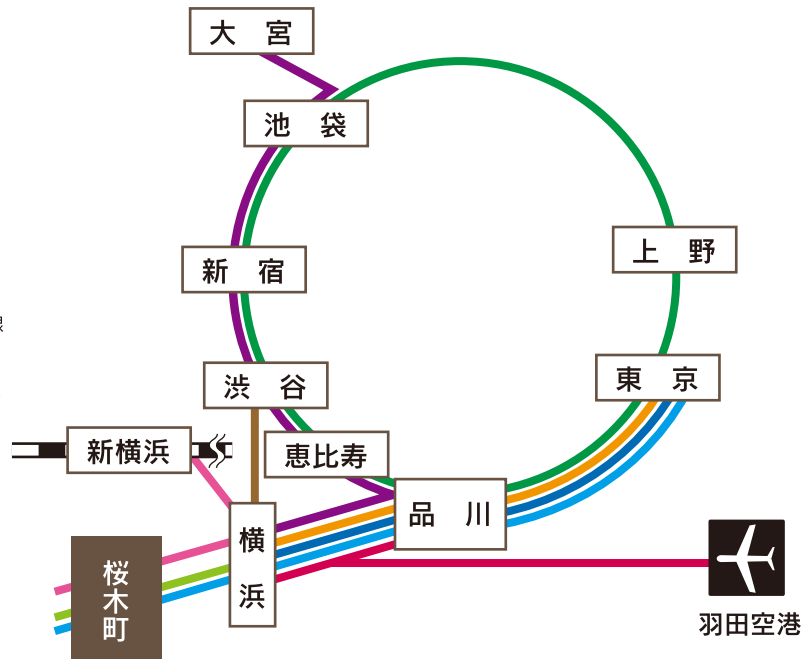 大宮
池袋
上野
新宿
線
東京
渋谷
新横浜
恵比寿
品川
横
浜
桜
木
町
羽田空港